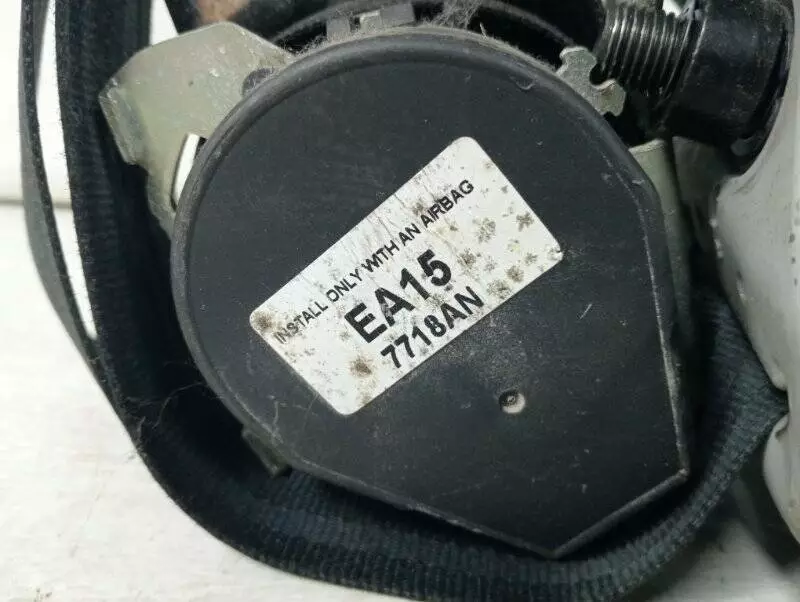 INSTALL ONLY WITH AN AIRBAG
EA15
7718AN